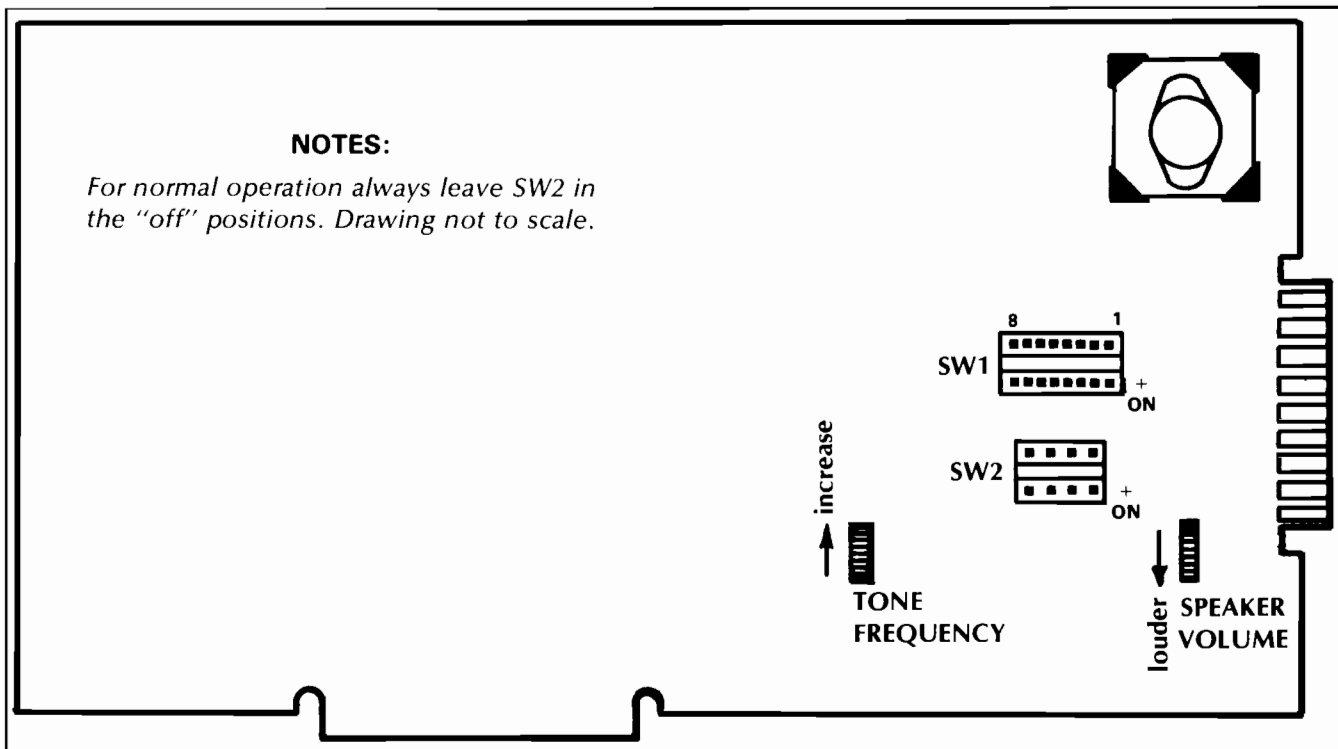 NOTES:
For normal operation always leave SW2 in
the “off” positions. Drawing not to scale.
8 1
SW1
+
ON
SW2
+
ON
increase
TONE
FREQUENCY
louder
SPEAKER
VOLUME